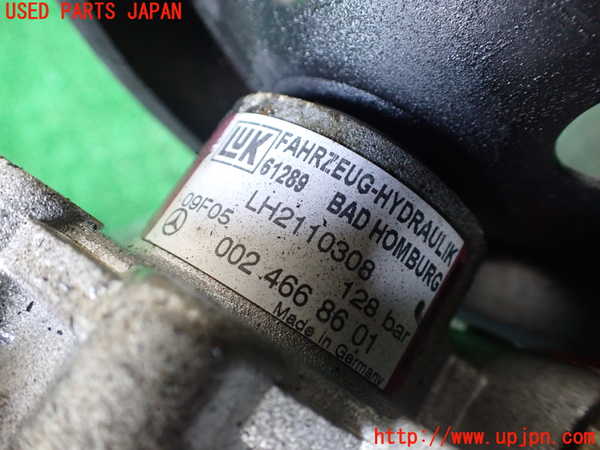 USED PARTS JAPAN
LUK FAHRZEUG-HYDRAULIK
61289 BAD HOMBURG
09F05 LH2110308 128 bar
002 466 86 01
Made in Germany
http://www.upjpn.com/